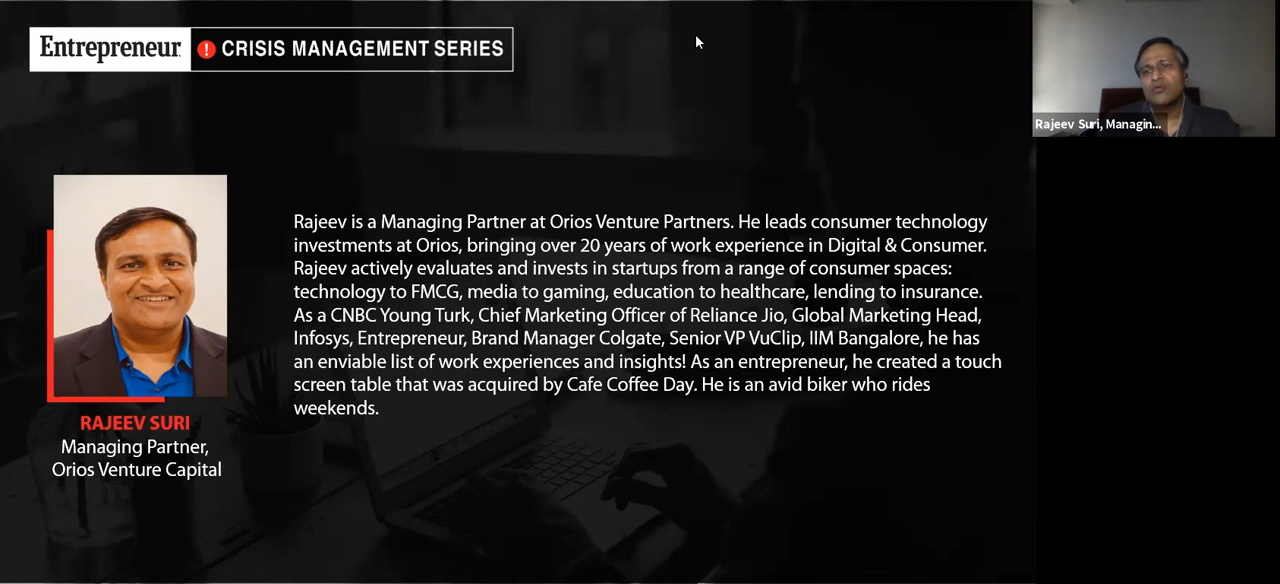 Entrepreneur
! CRISIS MANAGEMENT SERIES
Rajeev Suri, Managin...
Rajeev is a Managing Partner at Orios Venture Partners. He leads consumer technology
investments at Orios, bringing over 20 years of work experience in Digital & Consumer.
Rajeev actively evaluates and invests in startups from a range of consumer spaces:
technology to FMCG, media to gaming, education to healthcare, lending to insurance.
As a CNBC Young Turk, Chief Marketing Officer of Reliance Jio, Global Marketing Head,
Infosys, Entrepreneur, Brand Manager Colgate, Senior VP VuClip, IIM Bangalore, he has
an enviable list of work experiences and insights! As an entrepreneur, he created a touch
screen table that was acquired by Cafe Coffee Day. He is an avid biker who rides
weekends.
RAJEEV SURI
Managing Partner,
Orios Venture Capital